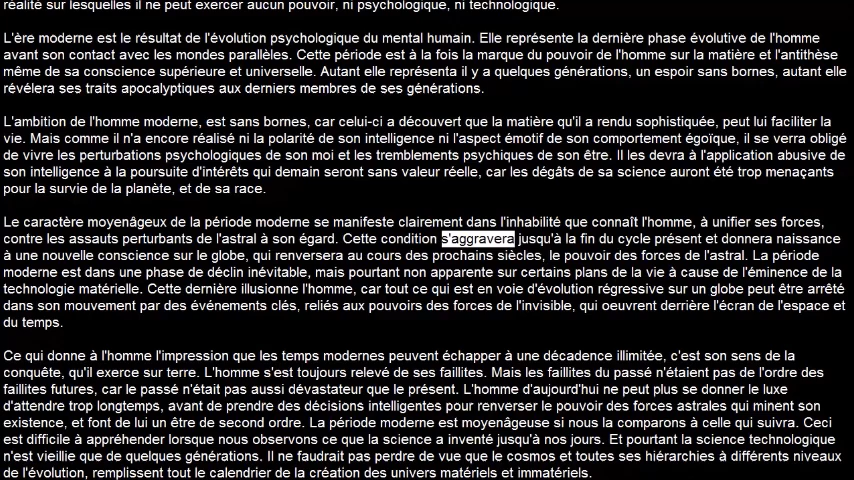 réalité sur lesquelles il ne peut exercer aucun pouvoir, ni psychologique, ni technologique.
L'ère moderne est le résultat de l'évolution psychologique du mental humain. Elle représente la dernière phase évolutive de l'homme
avant son contact avec les mondes parallèles. Cette période est à la fois la marque du pouvoir de l'homme sur la matière et l'antithèse
même de sa conscience supérieure et universelle. Autant elle représenta il y a quelques générations, un espoir sans bornes, autant elle
révélera ses traits apocalyptiques aux derniers membres de ses générations.
L'ambition de l'homme moderne, est sans bornes, car celui-ci a découvert que la matière qu'il a rendu sophistiquée, peut lui faciliter la
vie. Mais comme il n'a encore réalisé ni la polarité de son intelligence ni l'aspect émotif de son comportement égoïque, il se verra obligé
de vivre les perturbations psychologiques de son moi et les tremblements psychiques de son être. Il les devra à l'application abusive de
son intelligence à la poursuite d'intérêts qui demain seront sans valeur réelle, car les dégâts de sa science auront été trop menaçants
pour la survie de la planète, et de sa race.
Le caractère moyenâgeux de la période moderne se manifeste clairement dans l'inhabilité que connaît l'homme, à unifier ses forces,
contre les assauts perturbants de l'astral à son égard. Cette condition s'aggravera jusqu'à la fin du cycle présent et donnera naissance
à une nouvelle conscience sur le globe, qui renversera au cours des prochains siècles, le pouvoir des forces de l'astral. La période
moderne est dans une phase de déclin inévitable, mais pourtant non apparente sur certains plans de la vie à cause de l'éminence de la
technologie matérielle. Cette dernière illusionne l'homme, car tout ce qui est en voie d'évolution régressive sur un globe peut être arrêté
dans son mouvement par des événements clés, reliés aux pouvoirs des forces de l'invisible, qui oeuvrent derrière l'écran de l'espace et
du temps.
Ce qui donne à l'homme l'impression que les temps modernes peuvent échapper à une décadence illimitée, c'est son sens de la
conquête, qu'il exerce sur terre. L'homme s'est toujours relevé de ses faillites. Mais les faillites du passé n'étaient pas de l'ordre des
faillites futures, car le passé n'était pas aussi dévastateur que le présent. L'homme d'aujourd'hui ne peut plus se donner le luxe
d'attendre trop longtemps, avant de prendre des décisions intelligentes pour renverser le pouvoir des forces astrales qui minent son
existence, et font de lui un être de second ordre. La période moderne est moyenâgeuse si nous la comparons à celle qui suivra. Ceci
est difficile à appréhender lorsque nous observons ce que la science a inventé jusqu'à nos jours. Et pourtant la science technologique
n'est vieillie que de quelques générations. Il ne faudrait pas perdre de vue que le cosmos et toutes ses hiérarchies à différents niveaux
de l'évolution, remplissent tout le calendrier de la création des univers matériels et immatériels.